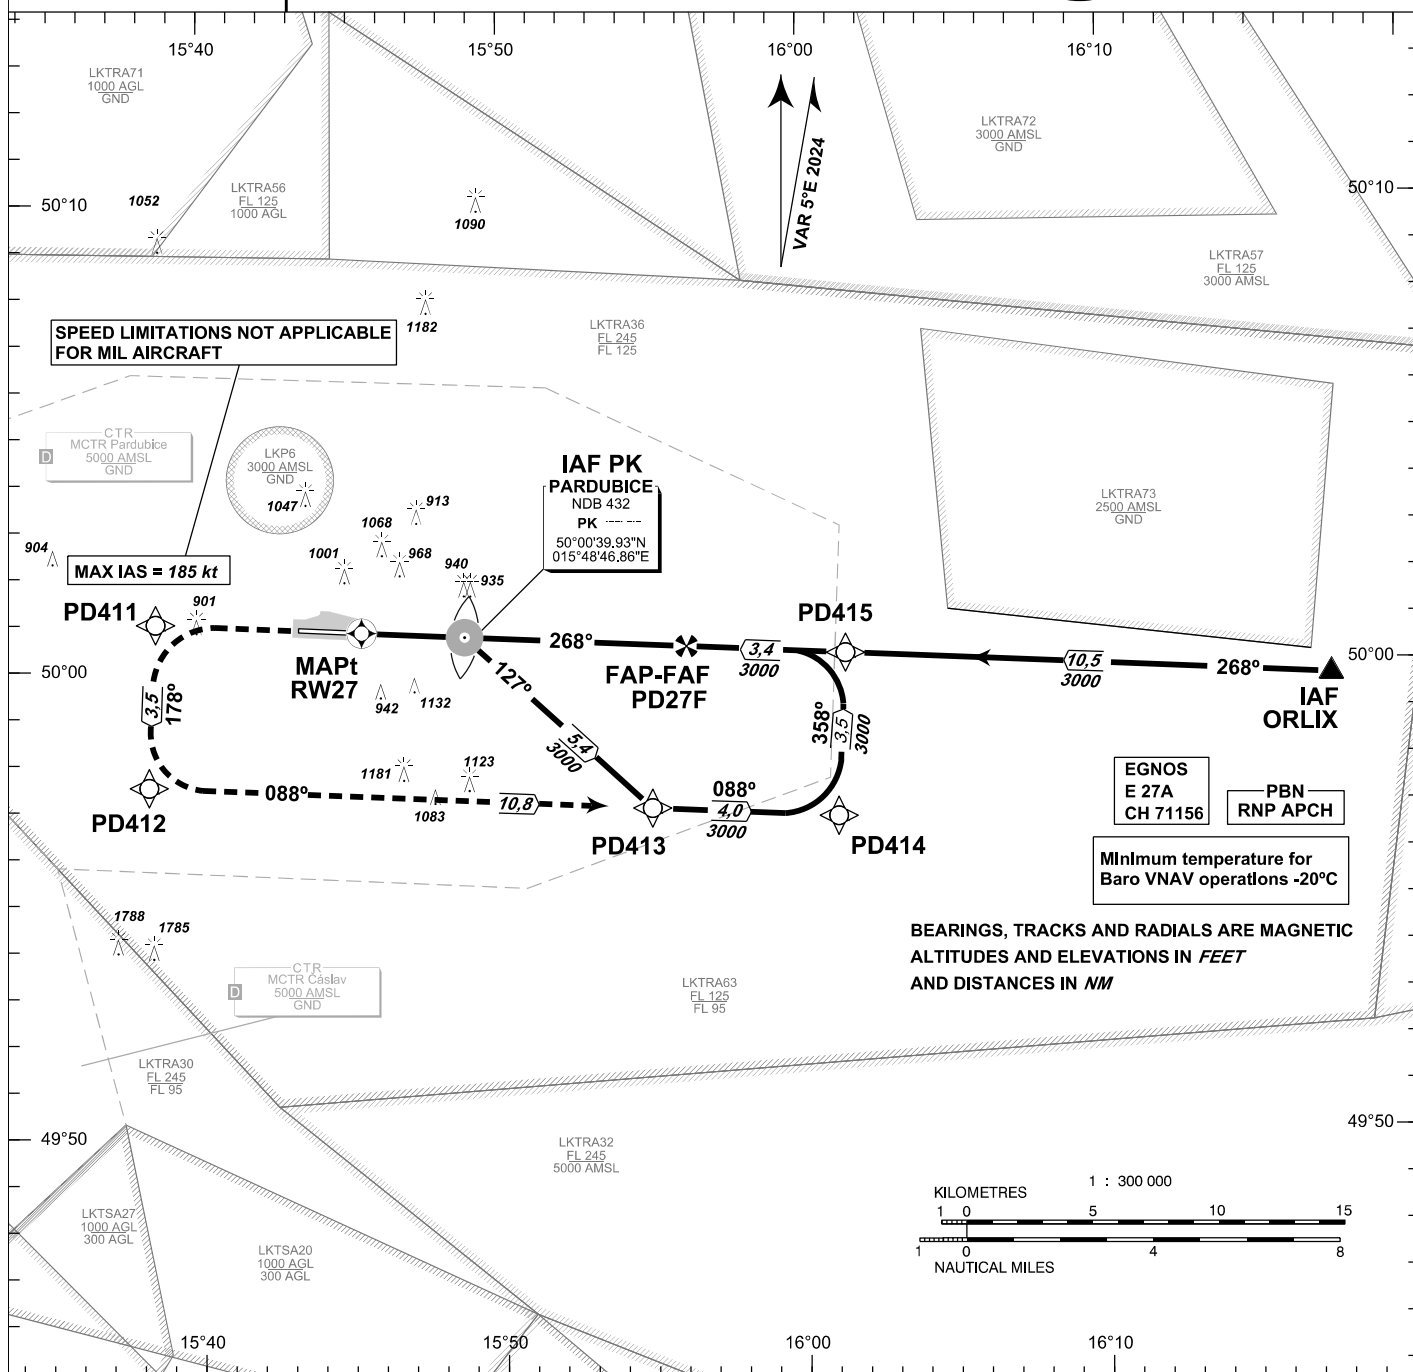 15°40
15°50
16°00
16°10
LKTRA71
1000 AGL
GND
LKTRA72
3000 AMSL
GND
VAR 5°E 2024
LKTRA56
FL 125
1000 AGL
1052
50°10
50°10
1090
LKTRA57
FL 125
3000 AMSL
1182
SPEED LIMITATIONS NOT APPLICABLE
FOR MIL AIRCRAFT
LKTRA36
FL 245
FL 125
CTR
MCTR Pardubice
5000 AMSL
GND
D
LKP6
3000 AMSL
GND
1047
IAF PK
PARDUBICE
NDB 432
PK
50°00'39.93"N
015°48'46.86"E
913
1068
968
1001
940
935
904
LKTRA73
2500 AMSL
GND
MAX IAS = 185 kt
901
PD411
PD415
268°
3,4
3000
10,5
3000
268°
50°00
50°00
MAPt
RW27
127°
FAP-FAF
PD27F
IAF
ORLIX
942
1132
3,5
178°
358°
3,5
3000
5,4
3000
1181
1123
088°
10,8
1083
088°
4,0
3000
PD412
PD413
PD414
EGNOS
E 27A
CH 71156
PBN
RNP APCH
Minimum temperature for
Baro VNAV operations -20°C
1788
1785
BEARINGS, TRACKS AND RADIALS ARE MAGNETIC
ALTITUDES AND ELEVATIONS IN FEET
AND DISTANCES IN NM
CTR
MCTR Čáslav
5000 AMSL
GND
D
LKTRA63
FL 125
FL 95
LKTRA30
FL 245
FL 95
49°50
49°50
LKTRA32
FL 245
5000 AMSL
1 : 300 000
KILOMETRES
1 0 5 10 15
1 0 4 8
NAUTICAL MILES
LKTSA27
1000 AGL
300 AGL
LKTSA20
1000 AGL
300 AGL
15°40
15°50
16°00
16°10